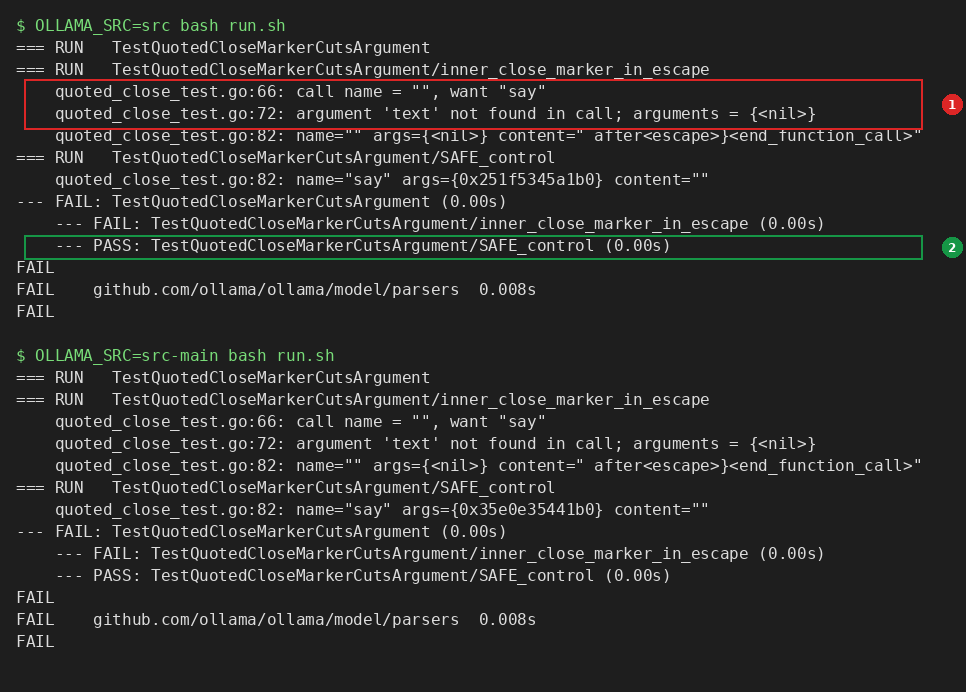 $ OLLAMA_SRC=src bash run.sh
=== RUN   TestQuotedCloseMarkerCutsArgument
=== RUN   TestQuotedCloseMarkerCutsArgument/inner_close_marker_in_escape
    quoted_close_test.go:66: call name = "", want "say"
    quoted_close_test.go:72: argument 'text' not found in call; arguments = {<nil>}
1
    quoted_close_test.go:82: name="" args={<nil>} content=" after<escape>}<end_function_call>"
=== RUN   TestQuotedCloseMarkerCutsArgument/SAFE_control
    quoted_close_test.go:82: name="say" args={0x251f5345a1b0} content=""
--- FAIL: TestQuotedCloseMarkerCutsArgument (0.00s)
    --- FAIL: TestQuotedCloseMarkerCutsArgument/inner_close_marker_in_escape (0.00s)
    --- PASS: TestQuotedCloseMarkerCutsArgument/SAFE_control (0.00s)
2
FAIL
FAIL    github.com/ollama/ollama/model/parsers  0.008s
FAIL

$ OLLAMA_SRC=src-main bash run.sh
=== RUN   TestQuotedCloseMarkerCutsArgument
=== RUN   TestQuotedCloseMarkerCutsArgument/inner_close_marker_in_escape
    quoted_close_test.go:66: call name = "", want "say"
    quoted_close_test.go:72: argument 'text' not found in call; arguments = {<nil>}
    quoted_close_test.go:82: name="" args={<nil>} content=" after<escape>}<end_function_call>"
=== RUN   TestQuotedCloseMarkerCutsArgument/SAFE_control
    quoted_close_test.go:82: name="say" args={0x35e0e35441b0} content=""
--- FAIL: TestQuotedCloseMarkerCutsArgument (0.00s)
    --- FAIL: TestQuotedCloseMarkerCutsArgument/inner_close_marker_in_escape (0.00s)
    --- PASS: TestQuotedCloseMarkerCutsArgument/SAFE_control (0.00s)
FAIL
FAIL    github.com/ollama/ollama/model/parsers  0.008s
FAIL